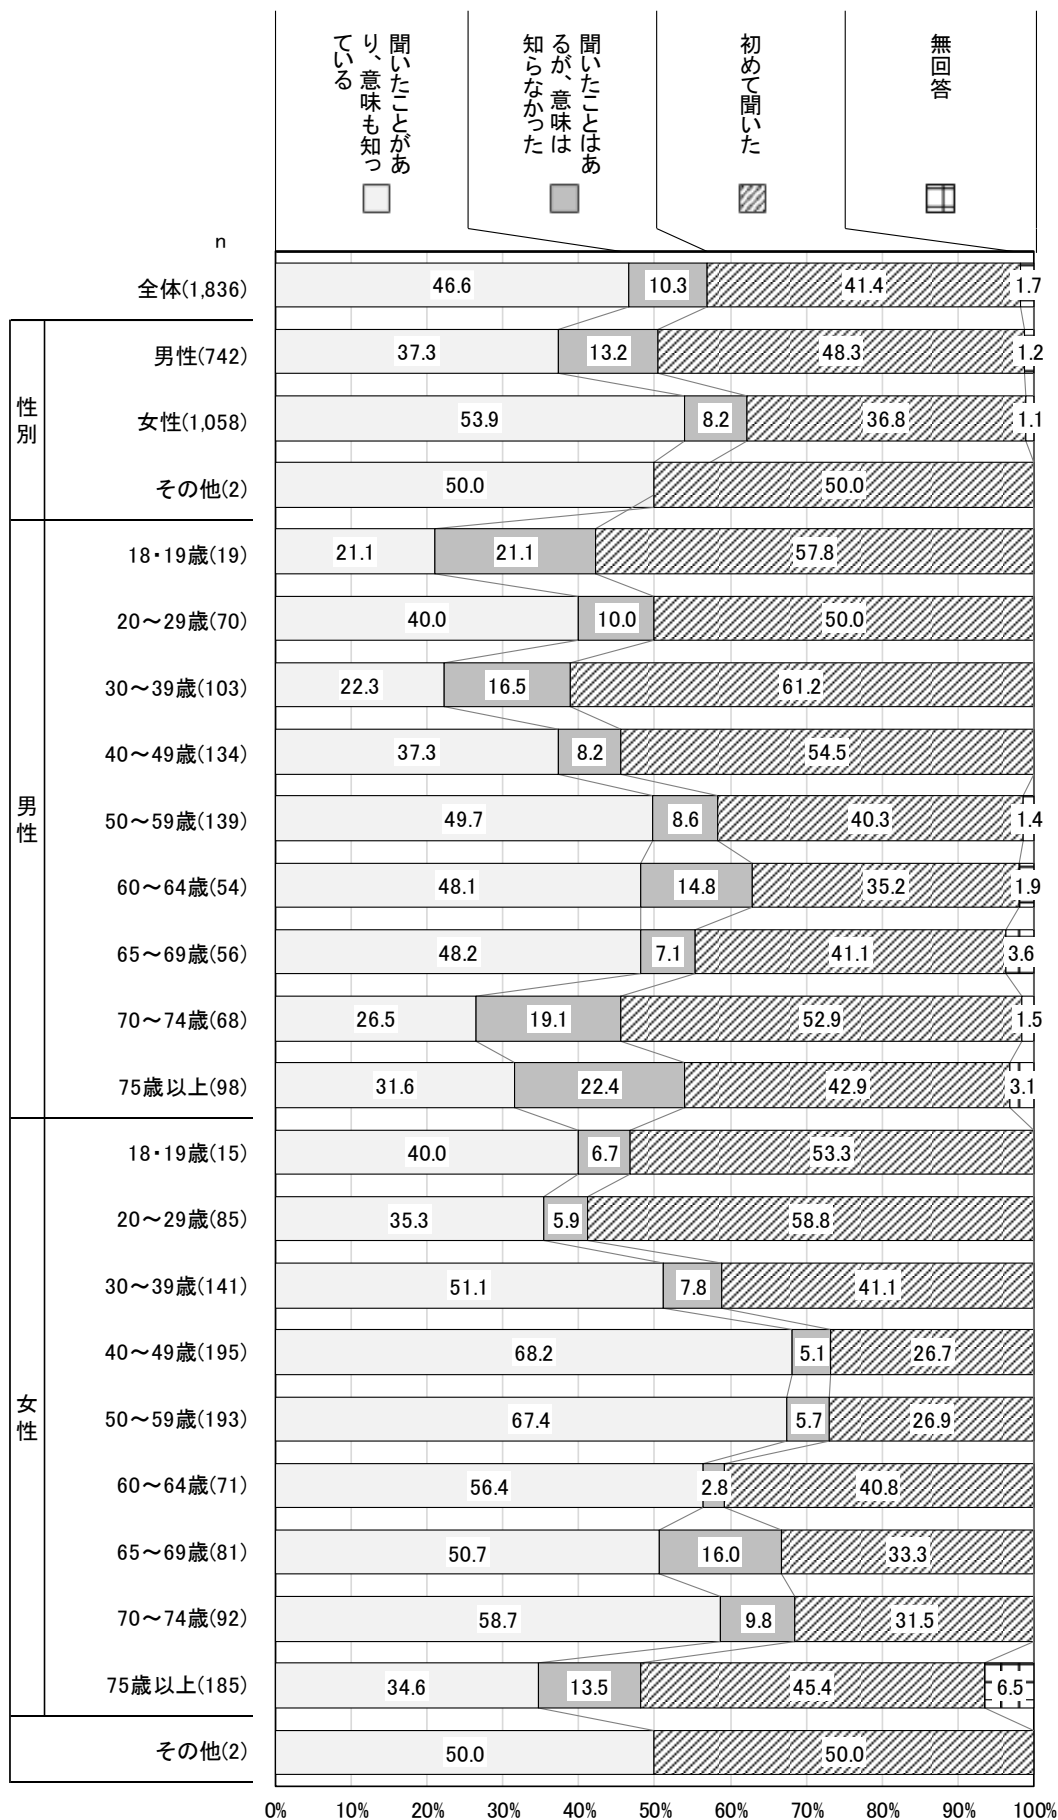 聞いたことがあ
り、意味も知っ
ている
聞いたことはあ
るが、意味は
知らなかった
初めて聞いた
無回答
n
全体(1,836) 46.6 10.3 41.4 1.7
性別
男性(742) 37.3 13.2 48.3 1.2
女性(1,058) 53.9 8.2 36.8 1.1
その他(2) 50.0 50.0
男性
18・19歳(19) 21.1 21.1 57.8
20～29歳(70) 40.0 10.0 50.0
30～39歳(103) 22.3 16.5 61.2
40～49歳(134) 37.3 8.2 54.5
50～59歳(139) 49.7 8.6 40.3 1.4
60～64歳(54) 48.1 14.8 35.2 1.9
65～69歳(56) 48.2 7.1 41.1 3.6
70～74歳(68) 26.5 19.1 52.9 1.5
75歳以上(98) 31.6 22.4 42.9 3.1
女性
18・19歳(15) 40.0 6.7 53.3
20～29歳(85) 35.3 5.9 58.8
30～39歳(141) 51.1 7.8 41.1
40～49歳(195) 68.2 5.1 26.7
50～59歳(193) 67.4 5.7 26.9
60～64歳(71) 56.4 2.8 40.8
65～69歳(81) 50.7 16.0 33.3
70～74歳(92) 58.7 9.8 31.5
75歳以上(185) 34.6 13.5 45.4 6.5
その他(2) 50.0 50.0
0% 10% 20% 30% 40% 50% 60% 70% 80% 90% 100%